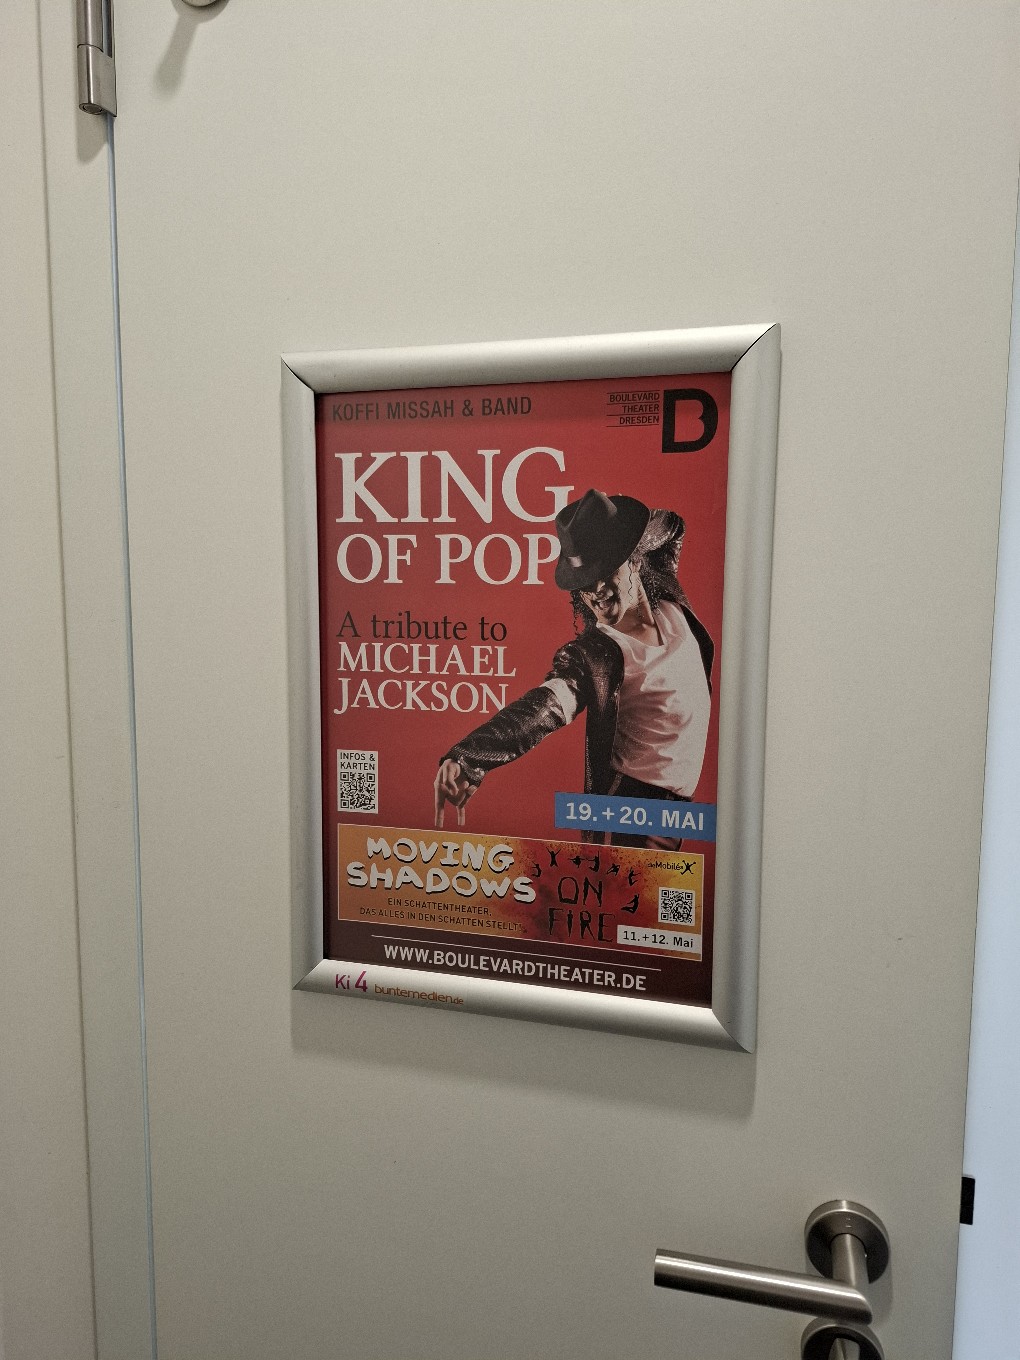 KOFFI MISSAH & BAND
BOULEVARD
THEATER
DRESDEN
B
KING
OF POP
A tribute to
MICHAEL
JACKSON
INFOS &
KARTEN
19.+20. MAI
MOVING
SHADOWS
EIN SCHATTENTHEATER,
DAS ALLES IN DEN SCHATTEN STELLT!
ON
FIRE
dieMobilés
11.+12. Mai
WWW.BOULEVARDTHEATER.DE
Ki 4 buntemedien.de